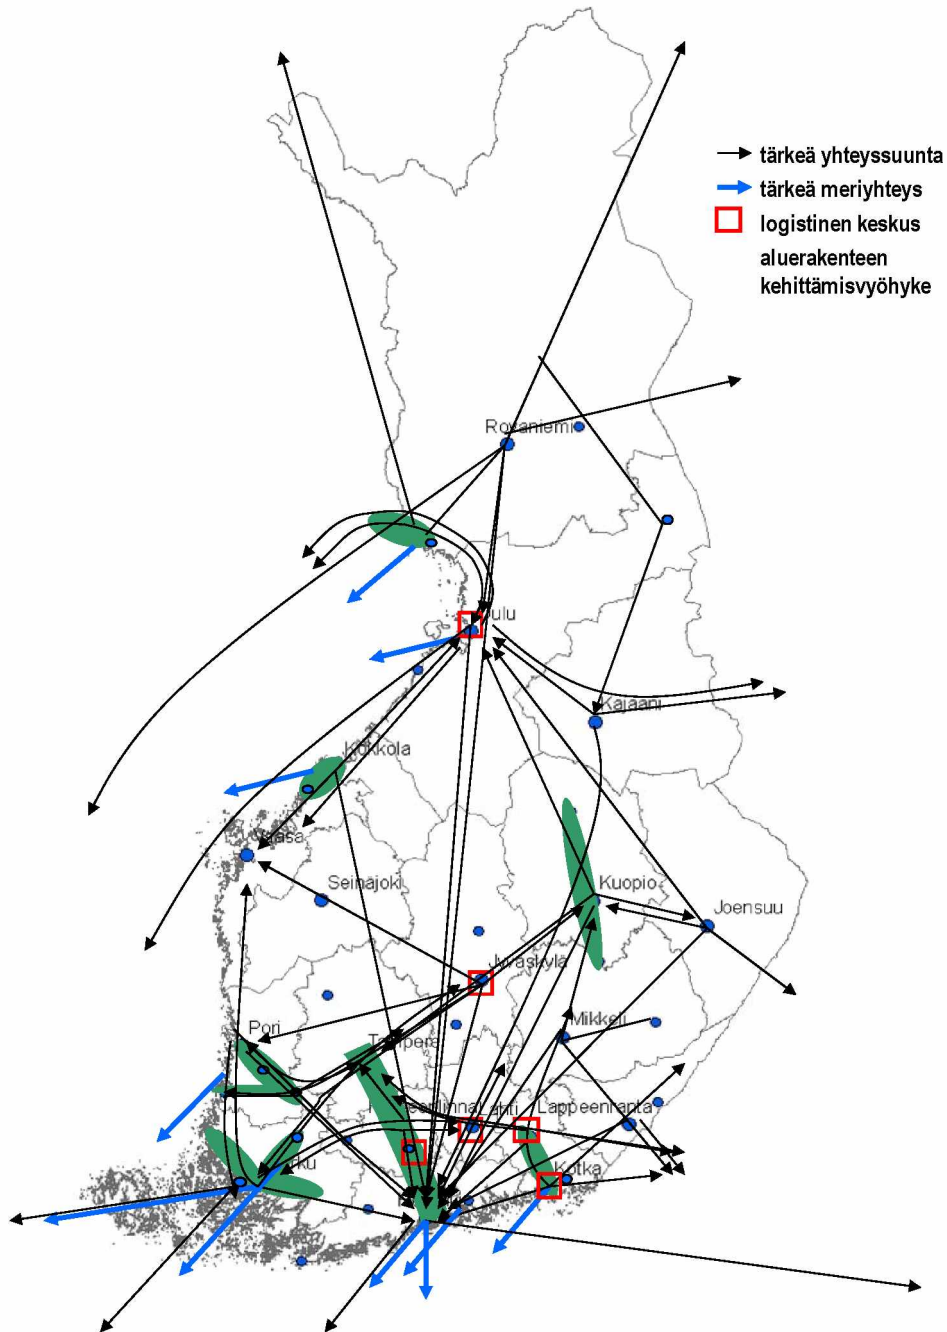 tärkeä yhteyssuunta
tärkeä meriyhteys
logistinen keskus
aluerakenteen
kehittämisvyöhyke
Rovaniemi
Kajaani
Kokkola
Seinäjoki
Kuopio
Joensuu
Jyväskylä
Mikkeli
Pori
Lahti
Lappeenranta
Kotka